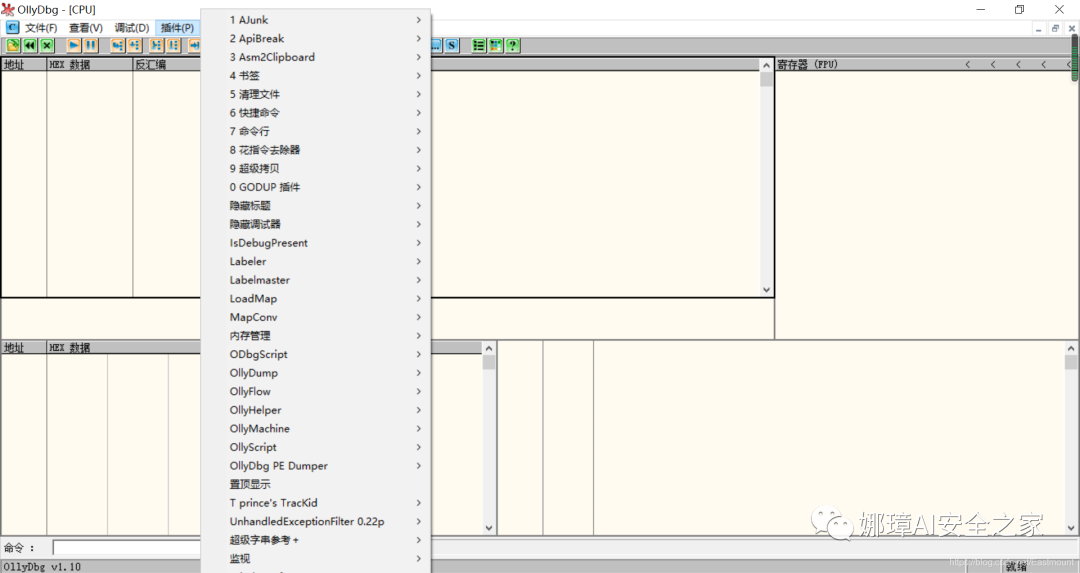 OllyDbg - [CPU]
文件(F) 查看(V) 调试(D) 插件(P)
... S ?
地址 HEX 数据 反汇编
寄存器 (FPU) < < < < <
1 AJunk
2 ApiBreak
3 Asm2Clipboard
4 书签
5 清理文件
6 快捷命令
7 命令行
8 花指令去除器
9 超级拷贝
0 GODUP 插件
隐藏标题
隐藏调试器
IsDebugPresent
Labeler
Labelmaster
LoadMap
MapConv
内存管理
ODbgScript
OllyDump
OllyFlow
OllyHelper
OllyMachine
OllyScript
OllyDbg PE Dumper
置顶显示
T prince's TracKid
UnhandledExceptionFilter 0.22p
超级字串参考+
监视
地址 HEX 数据
命令 :
OllyDbg v1.10
就绪
娜璋AI安全之家